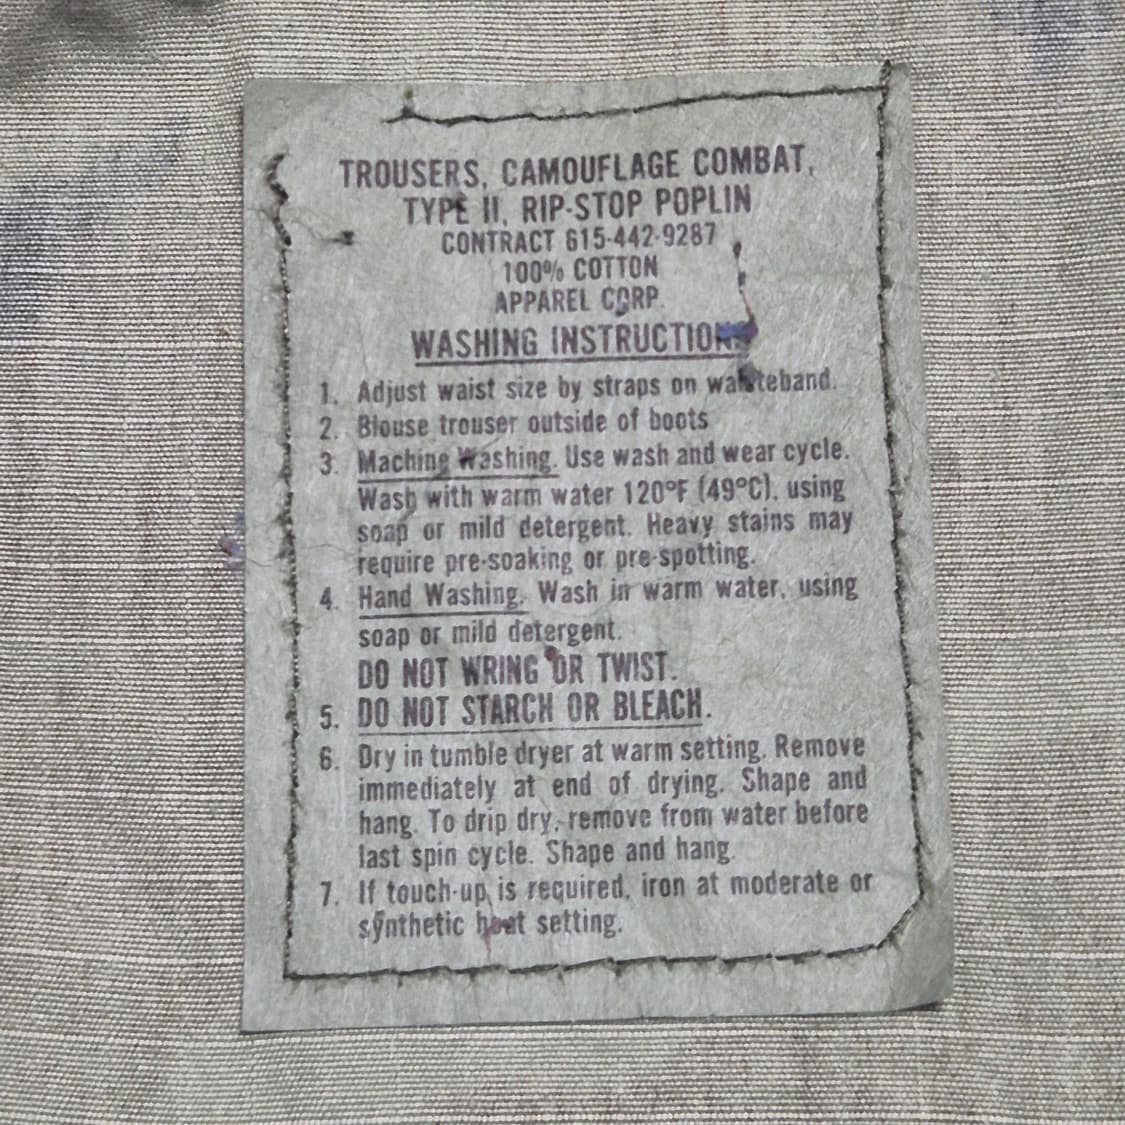 TROUSERS, CAMOUFLAGE COMBAT,
TYPE II, RIP-STOP POPLIN
CONTRACT 615-442-9287
100% COTTON
APPAREL CORP.
WASHING INSTRUCTIONS
1. Adjust waist size by straps on waisteband.
2. Blouse trouser outside of boots
3. Maching Washing. Use wash and wear cycle.
Wash with warm water 120°F (49°C). using
soap or mild detergent. Heavy stains may
require pre-soaking or pre-spotting.
4. Hand Washing. Wash in warm water, using
soap or mild detergent.
DO NOT WRING OR TWIST.
5. DO NOT STARCH OR BLEACH.
6. Dry in tumble dryer at warm setting. Remove
immediately at end of drying. Shape and
hang. To drip dry, remove from water before
last spin cycle. Shape and hang.
7. If touch-up is required, iron at moderate or
synthetic heat setting.